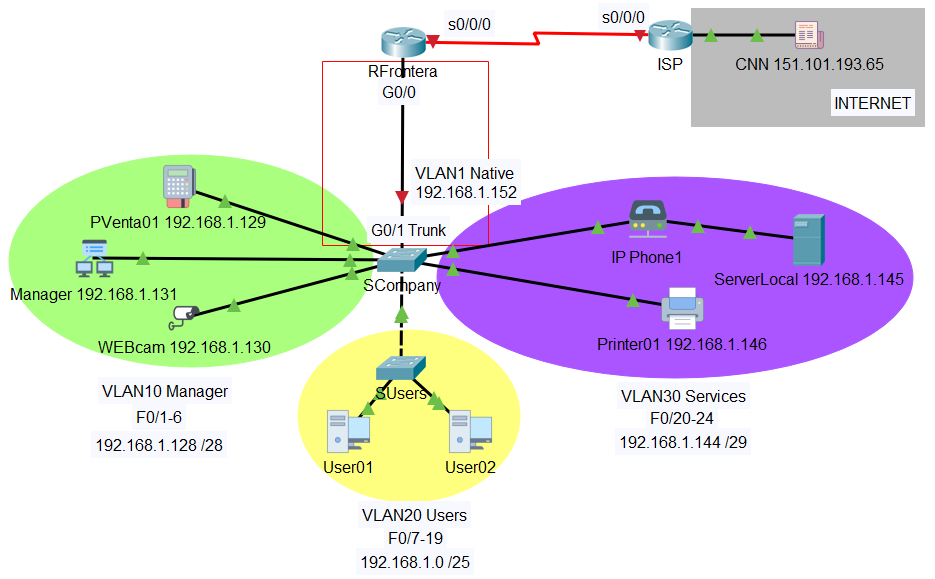 s0/0/0
s0/0/0
RFrontera
G0/0
ISP
CNN 151.101.193.65
INTERNET
VLAN1 Native
192.168.1.152
G0/1 Trunk
SCompany
PVenta01 192.168.1.129
Manager 192.168.1.131
WEBcam 192.168.1.130
VLAN10 Manager
F0/1-6
192.168.1.128 /28
IP Phone1
ServerLocal 192.168.1.145
Printer01 192.168.1.146
VLAN30 Services
F0/20-24
192.168.1.144 /29
SUsers
User01
User02
VLAN20 Users
F0/7-19
192.168.1.0 /25